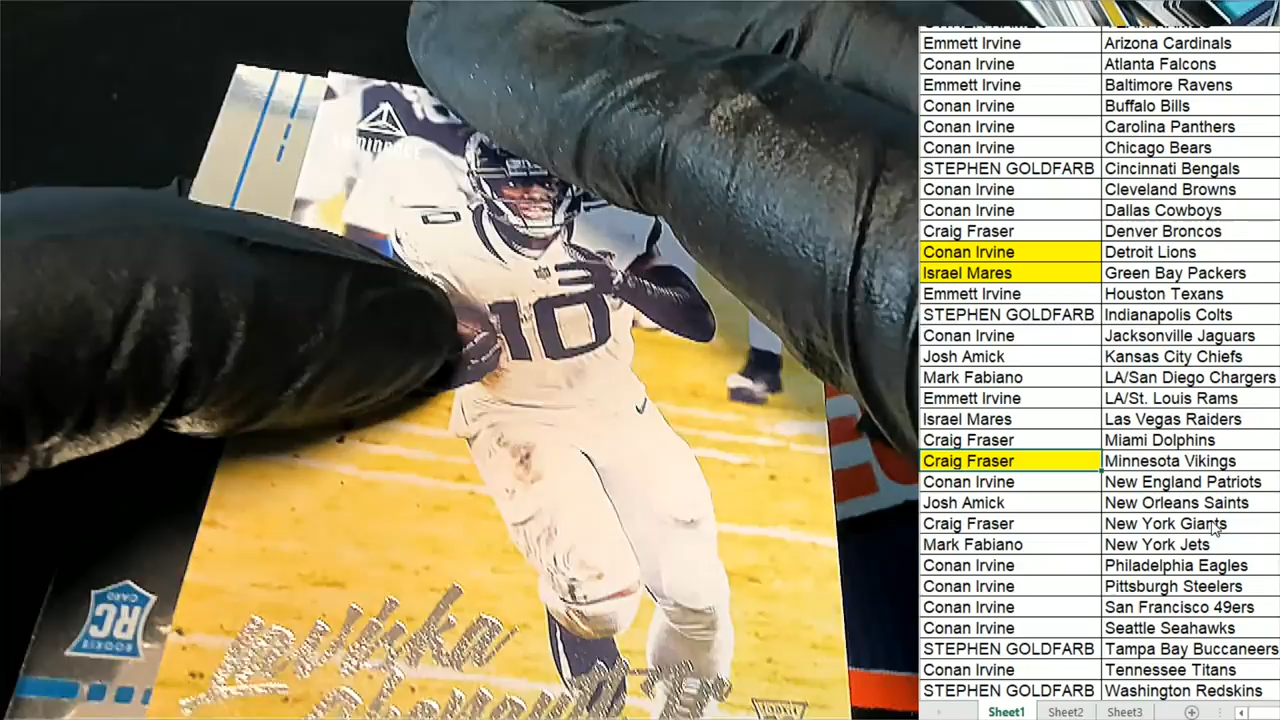 Emmett Irvine Arizona Cardinals
Conan Irvine Atlanta Falcons
Emmett Irvine Baltimore Ravens
Conan Irvine Buffalo Bills
Conan Irvine Carolina Panthers
Conan Irvine Chicago Bears
STEPHEN GOLDFARB Cincinnati Bengals
Conan Irvine Cleveland Browns
Conan Irvine Dallas Cowboys
Craig Fraser Denver Broncos
Conan Irvine Detroit Lions
Israel Mares Green Bay Packers
Emmett Irvine Houston Texans
STEPHEN GOLDFARB Indianapolis Colts
Conan Irvine Jacksonville Jaguars
Josh Amick Kansas City Chiefs
Mark Fabiano LA/San Diego Chargers
Emmett Irvine LA/St. Louis Rams
Israel Mares Las Vegas Raiders
Craig Fraser Miami Dolphins
Craig Fraser Minnesota Vikings
Conan Irvine New England Patriots
Josh Amick New Orleans Saints
Craig Fraser New York Giants
Mark Fabiano New York Jets
Conan Irvine Philadelphia Eagles
Conan Irvine Pittsburgh Steelers
Conan Irvine San Francisco 49ers
Conan Irvine Seattle Seahawks
STEPHEN GOLDFARB Tampa Bay Buccaneers
Conan Irvine Tennessee Titans
STEPHEN GOLDFARB Washington Redskins
Sheet1 Sheet2 Sheet3
LUMINANCE
10
Laviska
Shenault Jr
RC
CARD
ROOKIE